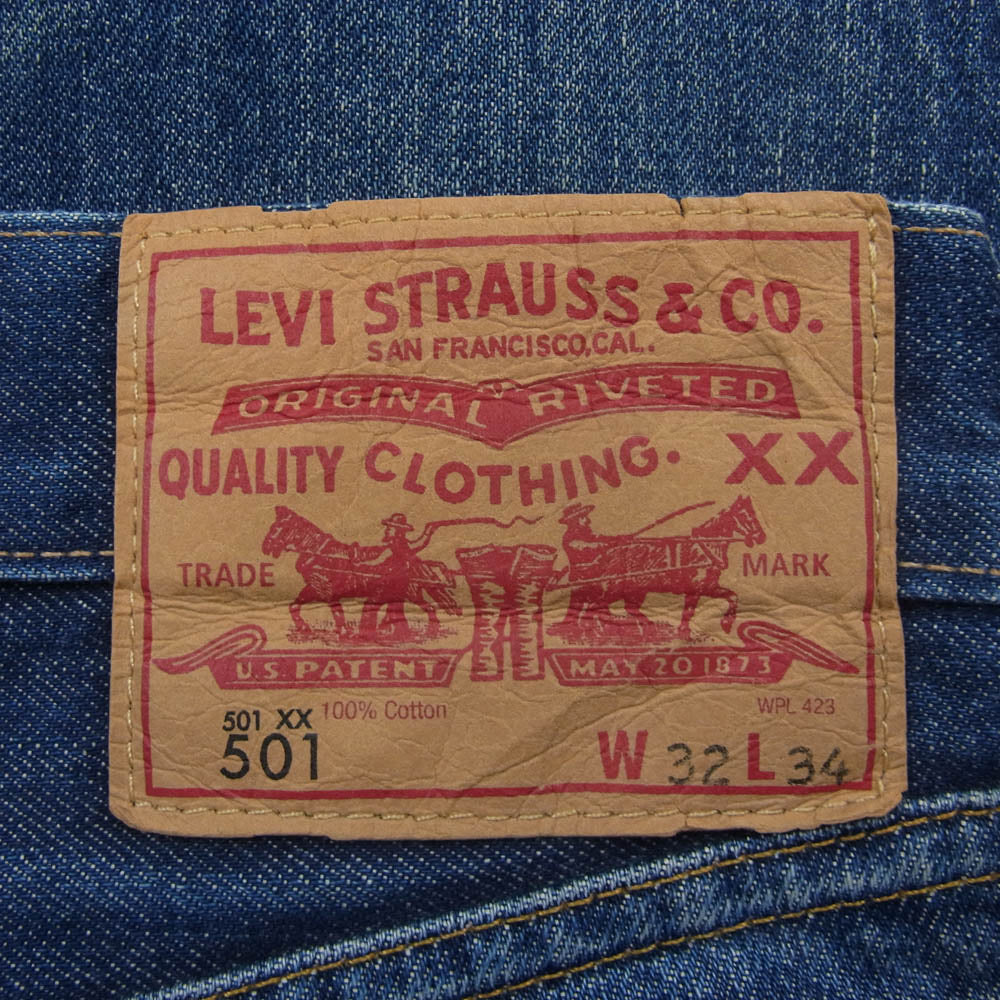 LEVI STRAUSS & CO.
SAN FRANCISCO, CAL.
ORIGINAL RIVETED
QUALITY CLOTHING. XX
TRADE MARK
U.S. PATENT MAY 20 1873
501 XX 100% Cotton WPL 423
501 W 32 L 34